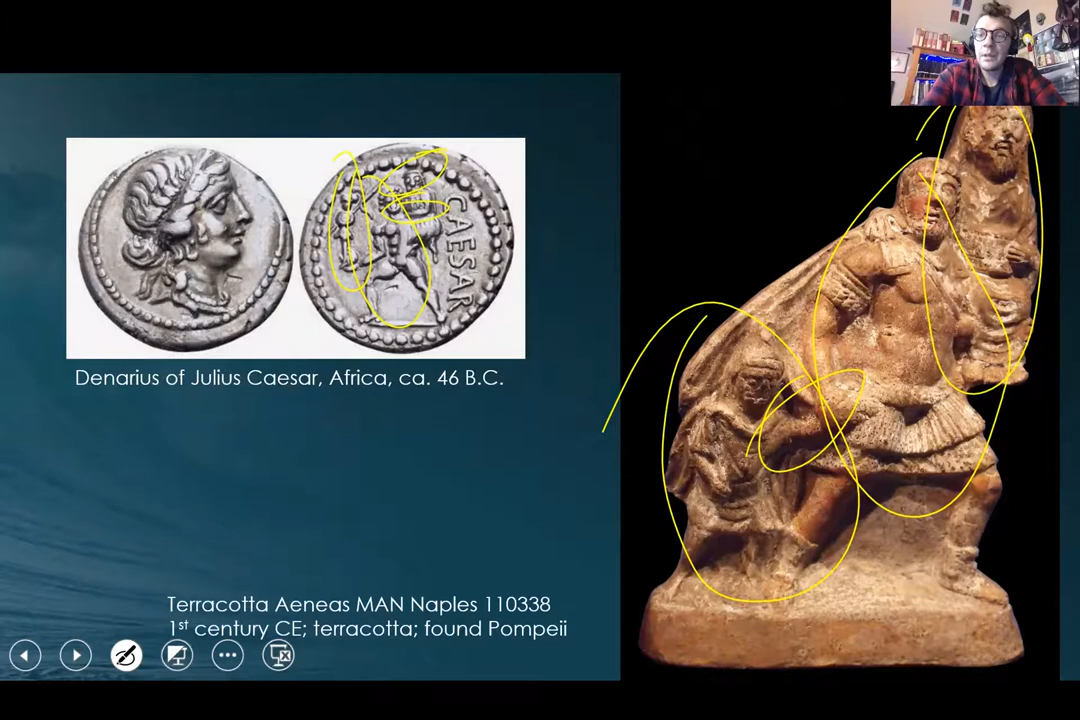 CAESAR
Denarius of Julius Caesar, Africa, ca. 46 B.C.
Terracotta Aeneas MAN Naples 110338
1st century CE; terracotta; found Pompeii